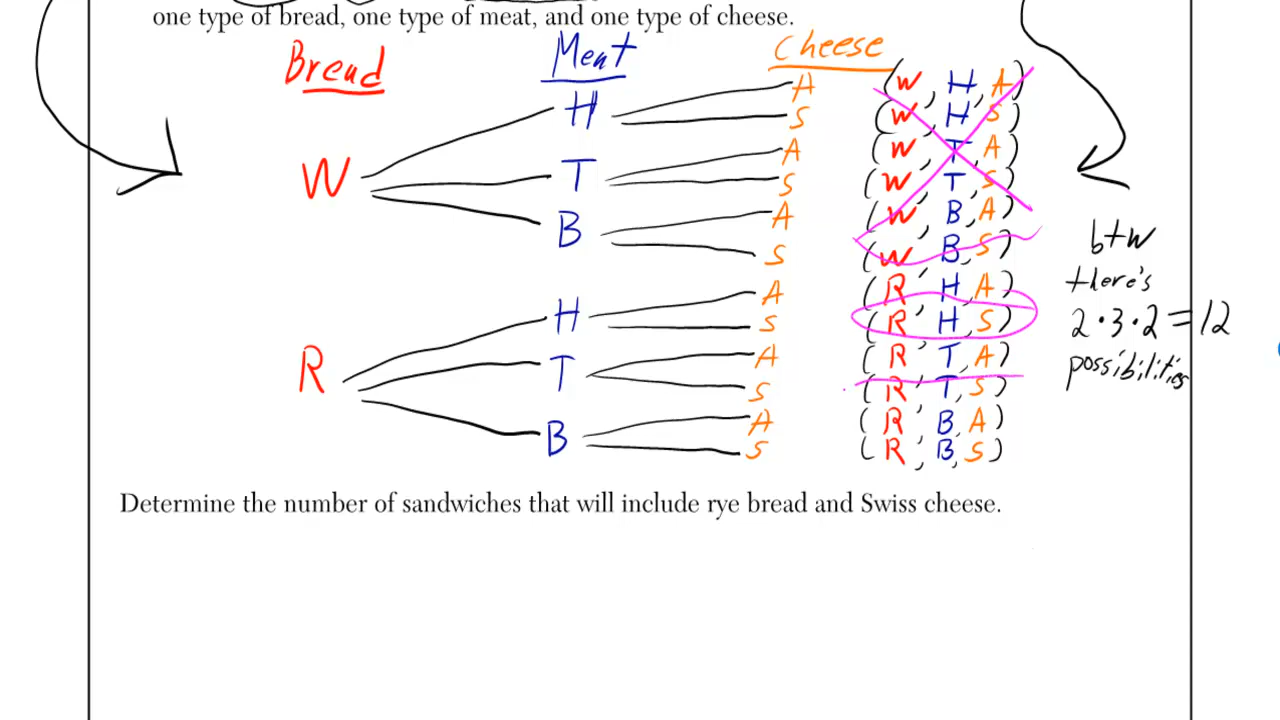 one type of bread, one type of meat, and one type of cheese.
Bread Meat Cheese
W
H
T
B
A
S
A
S
A
S
R
H
T
B
A
S
A
S
A
S
(W, H, A)
(W, H, S)
(W, T, A)
(W, T, S)
(W, B, A)
(W, B, S)
(R, H, A)
(R, H, S)
(R, T, A)
(R, T, S)
(R, B, A)
(R, B, S)
btw
there's
2·3·2=12
possibilities
Determine the number of sandwiches that will include rye bread and Swiss cheese.